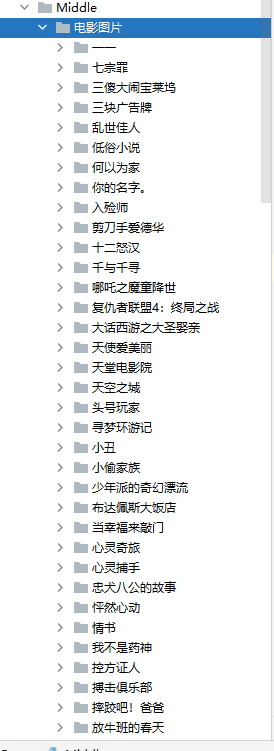 Middle
电影图片
一一
七宗罪
三傻大闹宝莱坞
三块广告牌
乱世佳人
低俗小说
何以为家
你的名字。
入殓师
剪刀手爱德华
十二怒汉
千与千寻
哪吒之魔童降世
复仇者联盟4：终局之战
大话西游之大圣娶亲
天使爱美丽
天堂电影院
天空之城
头号玩家
寻梦环游记
小丑
小偷家族
少年派的奇幻漂流
布达佩斯大饭店
当幸福来敲门
心灵奇旅
心灵捕手
忠犬八公的故事
怦然心动
情书
我不是药神
控方证人
搏击俱乐部
摔跤吧！爸爸
放牛班的春天